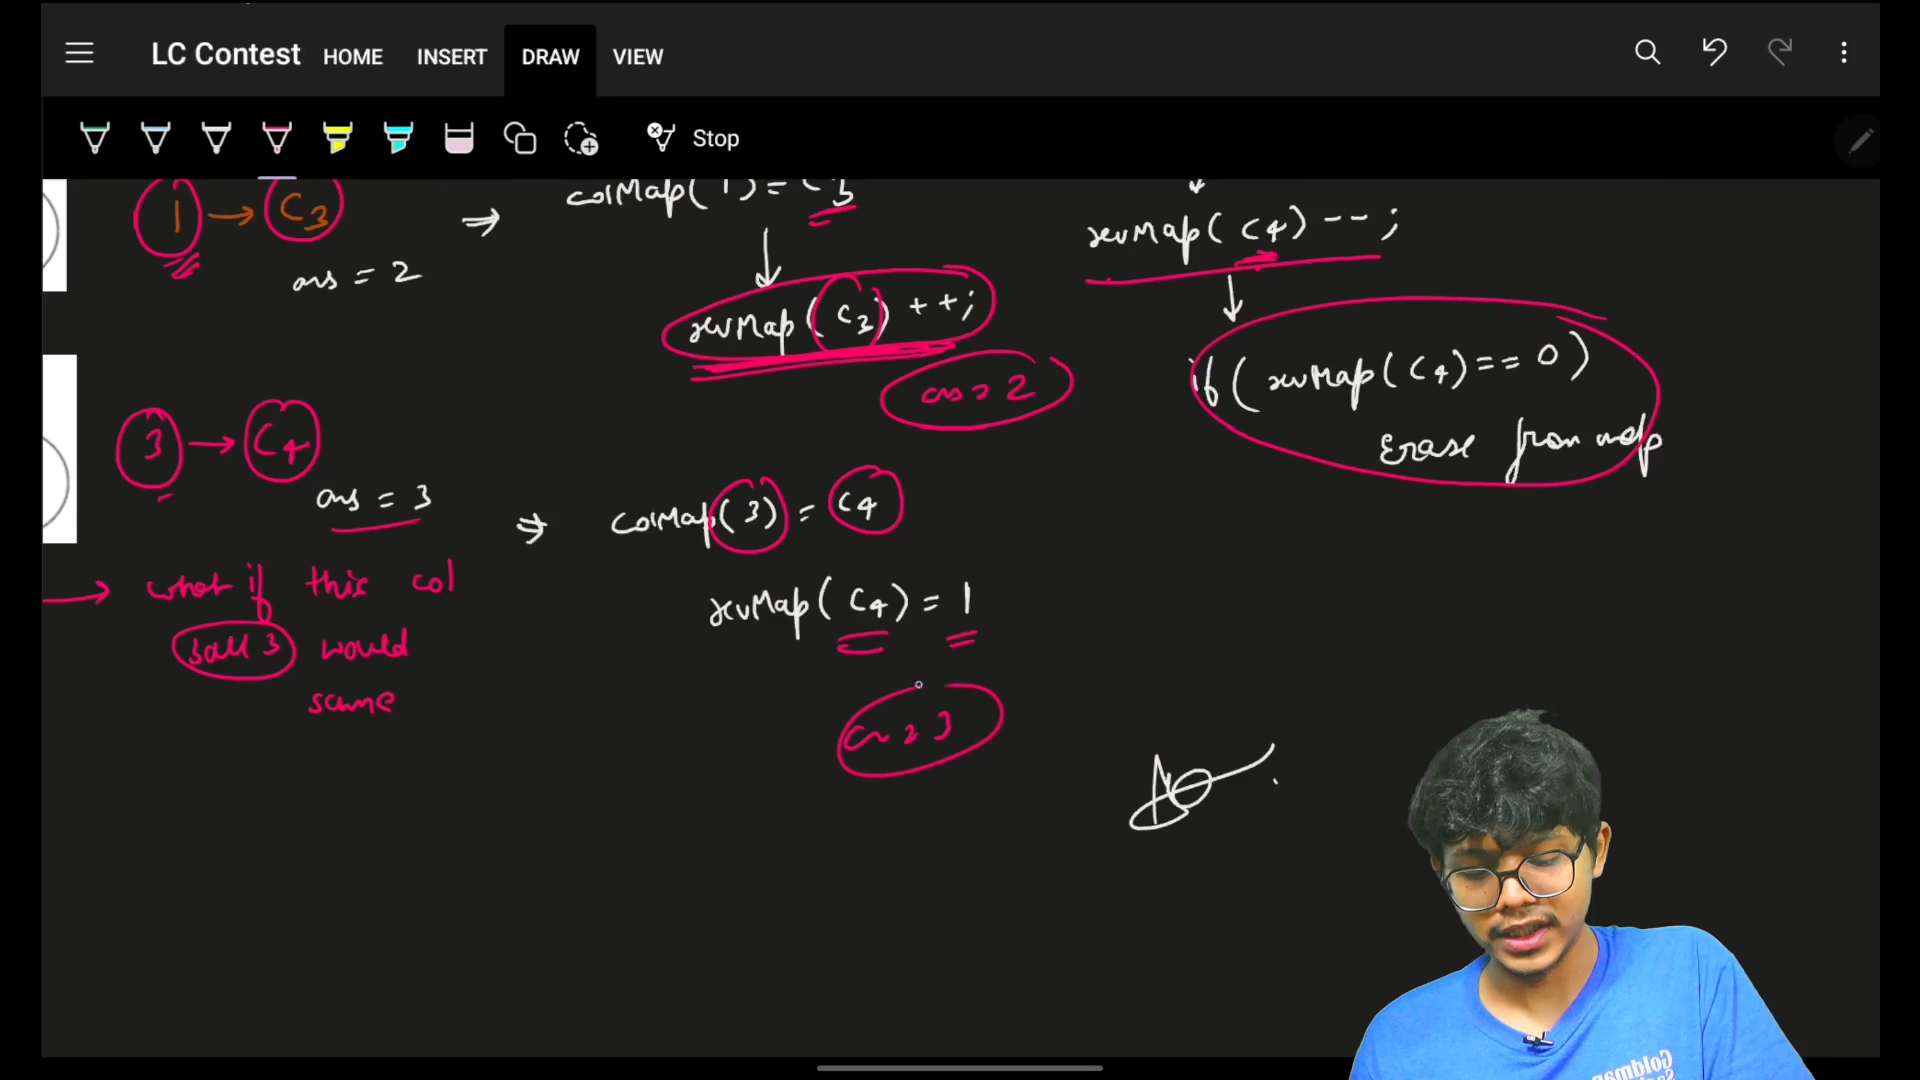 LC Contest HOME INSERT DRAW VIEW
Stop
1 → C3
ans = 2
colMap(1) = C3
revMap(C3)++;
ans = 2
revMap(C4)--;
if (revMap(C4)==0)
Erase from map
3 → C4
ans = 3
⇒ colMap(3) = C4
revMap(C4) = 1
ans = 3
→ what if this col
ball 3 would
same
Goldman